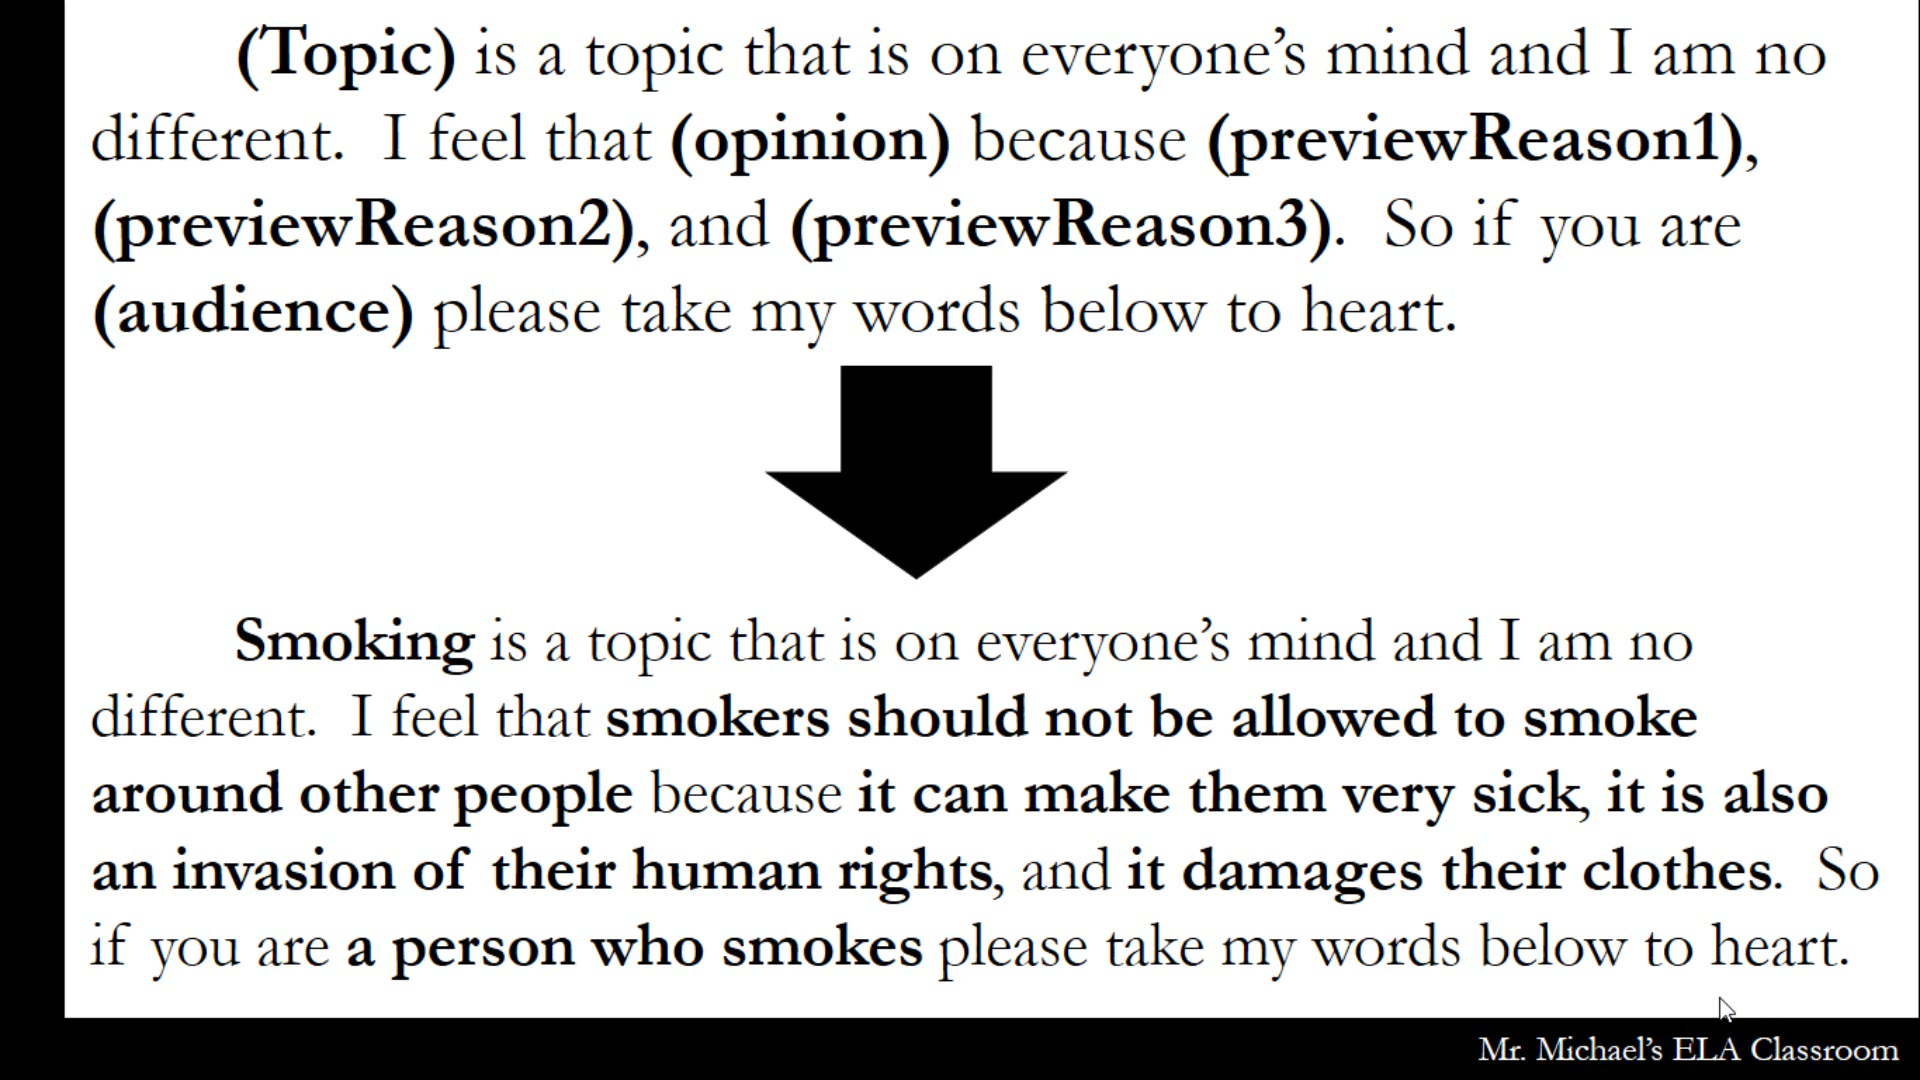 (Topic) is a topic that is on everyone’s mind and I am no
different.  I feel that (opinion) because (previewReason1),
(previewReason2), and (previewReason3).  So if you are
(audience) please take my words below to heart.
Smoking is a topic that is on everyone’s mind and I am no
different.  I feel that smokers should not be allowed to smoke
around other people because it can make them very sick, it is also
an invasion of their human rights, and it damages their clothes.  So
if you are a person who smokes please take my words below to heart.
Mr. Michael’s ELA Classroom